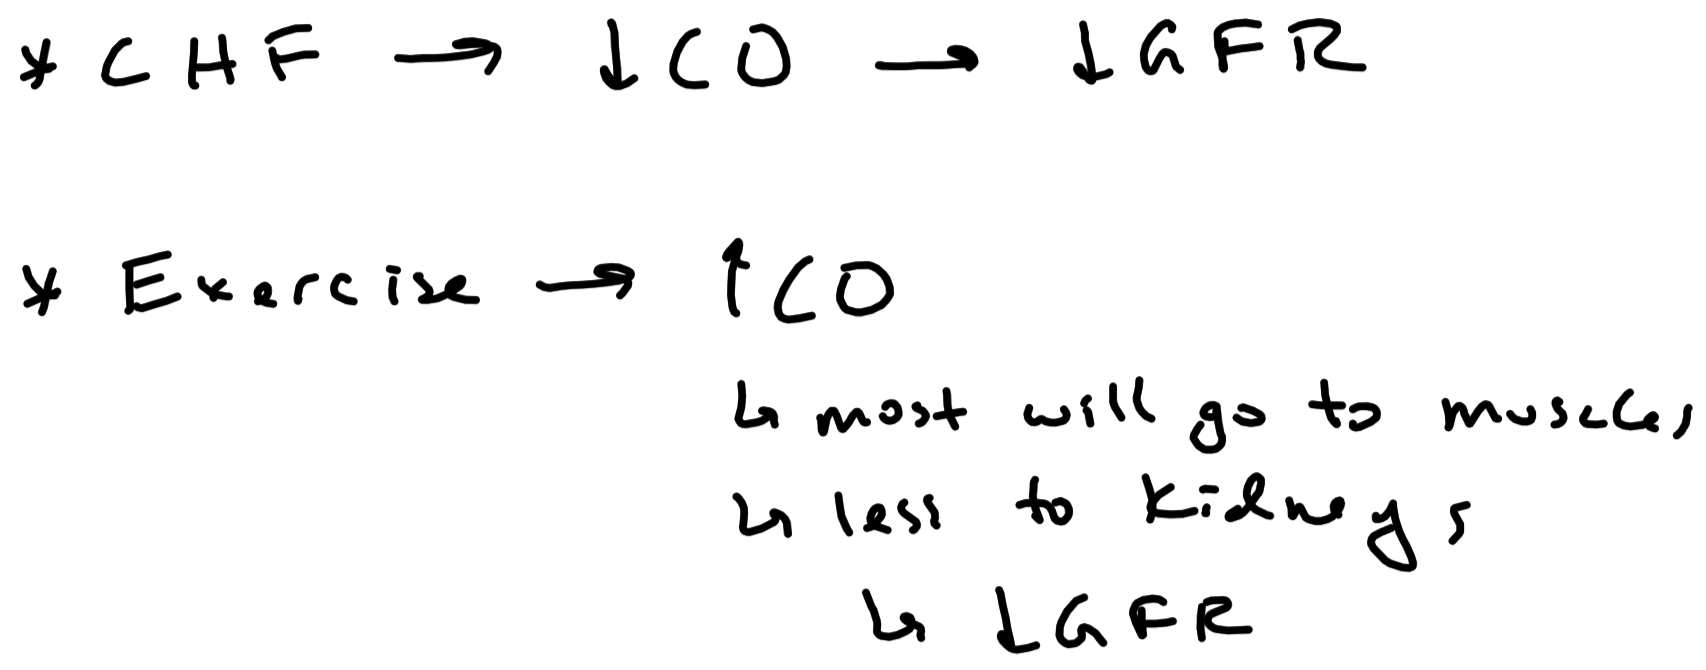 * CHF → ↓CO → ↓GFR
* Exercise → ↑CO
↳ most will go to muscles
↳ less to kidneys
↳ ↓GFR